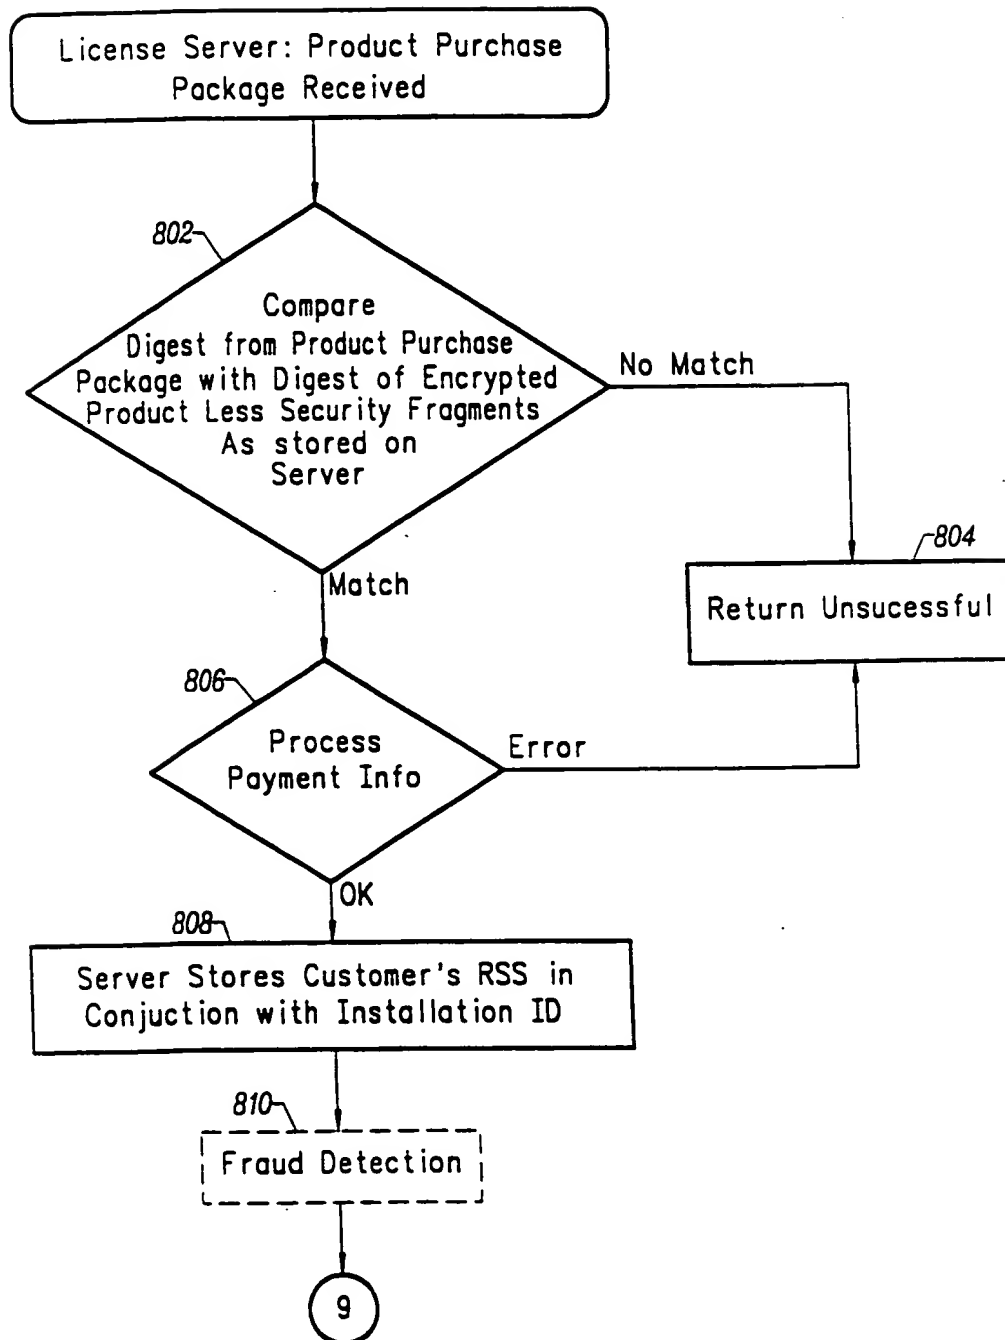 License Server: Product Purchase
Package Received
802
Compare
Digest from Product Purchase
Package with Digest of Encrypted
Product Less Security Fragments
As stored on
Server
No Match
804
Return Unsucessful
Match
806
Process
Payment Info
Error
OK
808
Server Stores Customer's RSS in
Conjuction with Installation ID
810
Fraud Detection
9